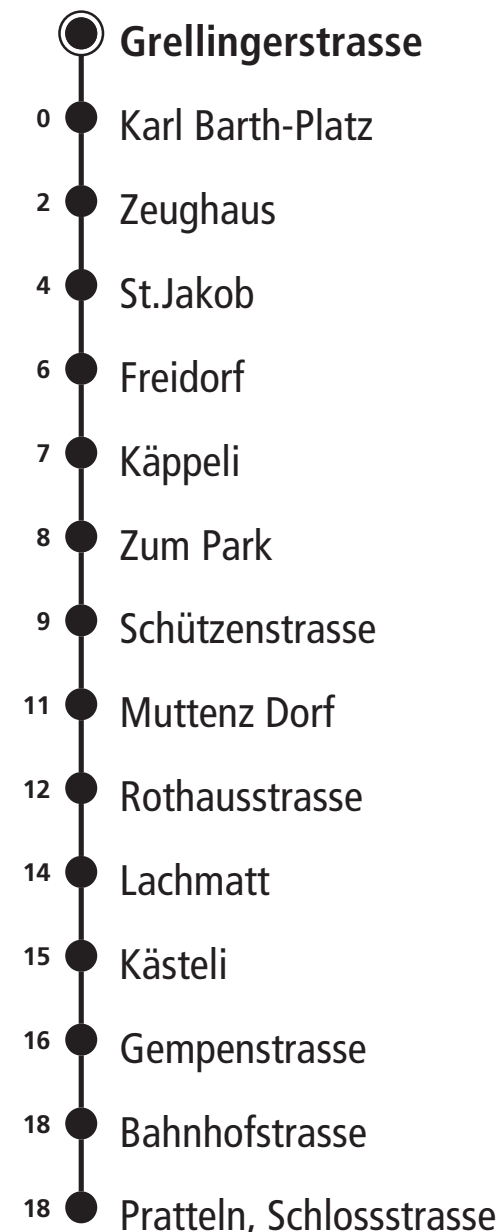 Grellingerstrasse
0 Karl Barth-Platz
2 Zeughaus
4 St.Jakob
6 Freidorf
7 Käppeli
8 Zum Park
9 Schützenstrasse
11 Muttenz Dorf
12 Rothausstrasse
14 Lachmatt
15 Kästeli
16 Gempenstrasse
18 Bahnhofstrasse
18 Pratteln, Schlossstrasse